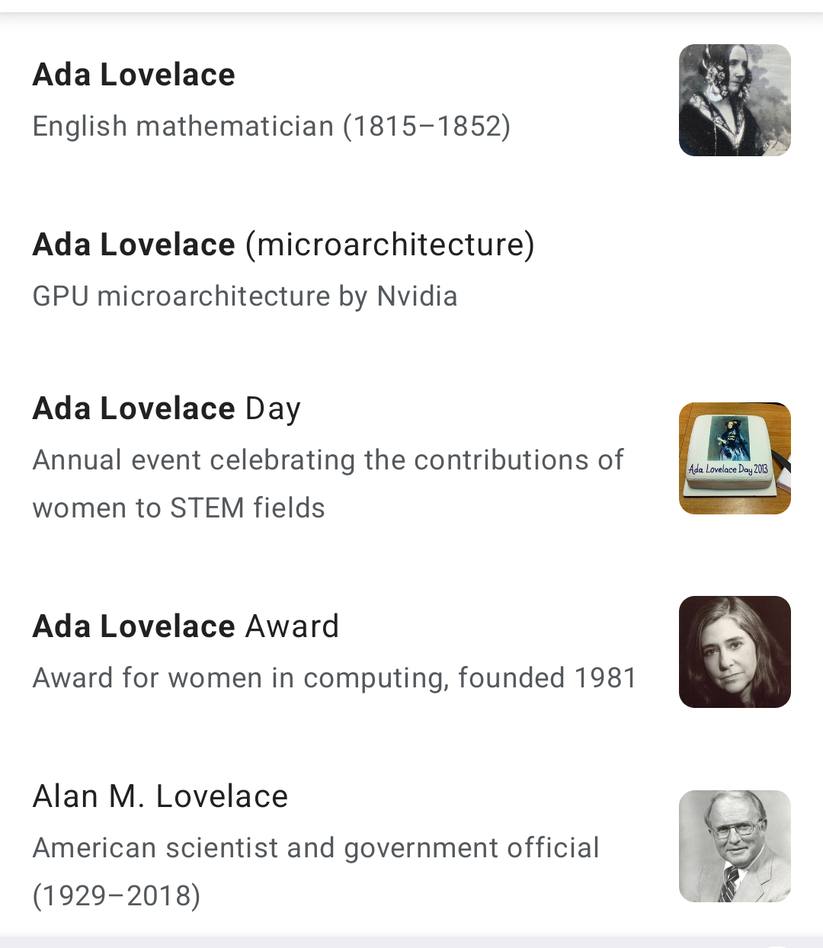 Ada Lovelace
English mathematician (1815–1852)
Ada Lovelace (microarchitecture)
GPU microarchitecture by Nvidia
Ada Lovelace Day
Annual event celebrating the contributions of
women to STEM fields
Ada Lovelace Day 2013
Ada Lovelace Award
Award for women in computing, founded 1981
Alan M. Lovelace
American scientist and government official
(1929–2018)